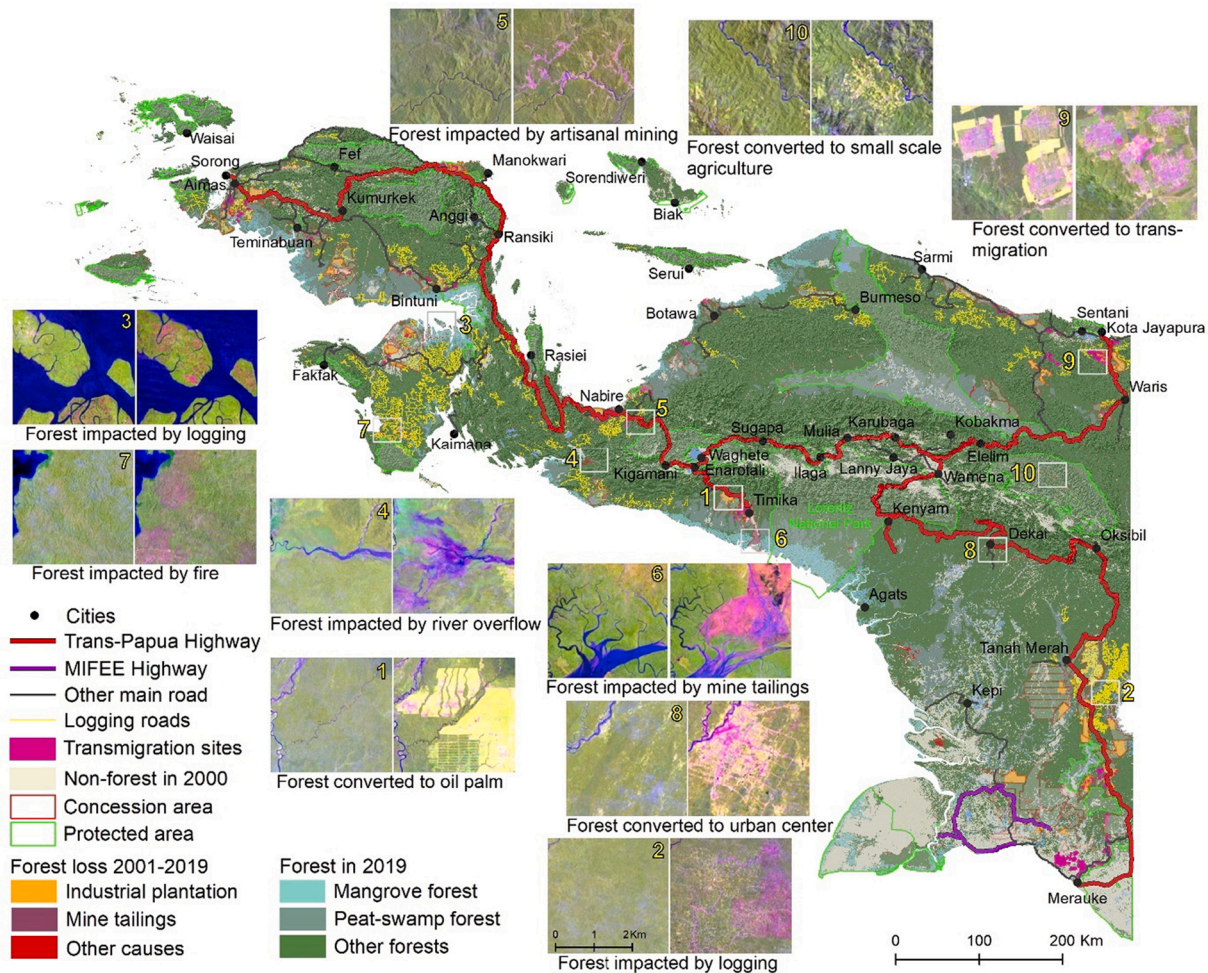 5
Forest impacted by artisanal mining
10
Forest converted to small scale
agriculture
9
Forest converted to trans-
migration
Waisai
Sorong
Aimas
Fef
Manokwari
Kumurkek
Anggi
Teminabuan
Ransiki
Bintuni
Sorendiweri
Biak
Serui
Sarmi
Burmeso
Botawa
Sentani
Kota Jayapura
9
Waris
3
Forest impacted by logging
3
Fakfak
Rasiei
Nabire
5
7
Kaimana
4
Kigamani
Sugapa
Mulia
Karubaga
Kobakma
Waghete
Enarotali
Ilaga
Lanny Jaya
Elelim
Wamena
10
1
Timika
Lorentz
National Park
Kenyam
6
Dekai
8
Oksibil
7
Forest impacted by fire
4
Forest impacted by river overflow
6
Forest impacted by mine tailings
Agats
Tanah Merah
Kepi
2
Merauke
1
Forest converted to oil palm
8
Forest converted to urban center
2
0 1 2 Km
Forest impacted by logging
Cities
Trans-Papua Highway
MIFEE Highway
Other main road
Logging roads
Transmigration sites
Non-forest in 2000
Concession area
Protected area
Forest loss 2001-2019
Industrial plantation
Mine tailings
Other causes
Forest in 2019
Mangrove forest
Peat-swamp forest
Other forests
0 100 200 Km